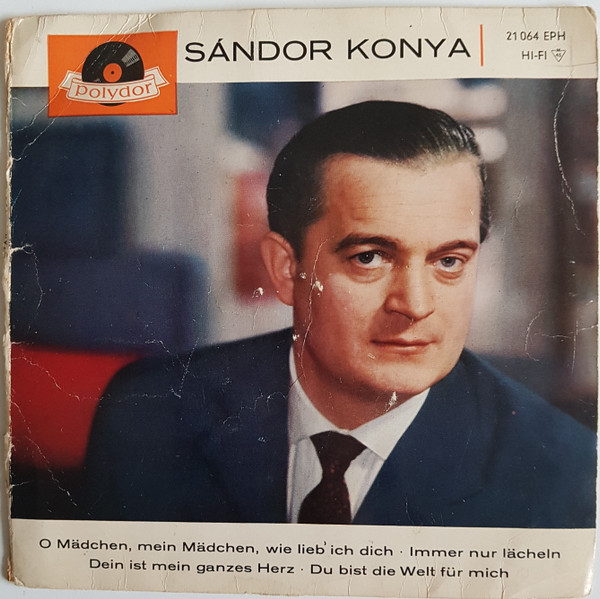 polydor
SÁNDOR KONYA
21 064 EPH
HI-FI
O Mädchen, mein Mädchen, wie lieb' ich dich · Immer nur lächeln
Dein ist mein ganzes Herz · Du bist die Welt für mich